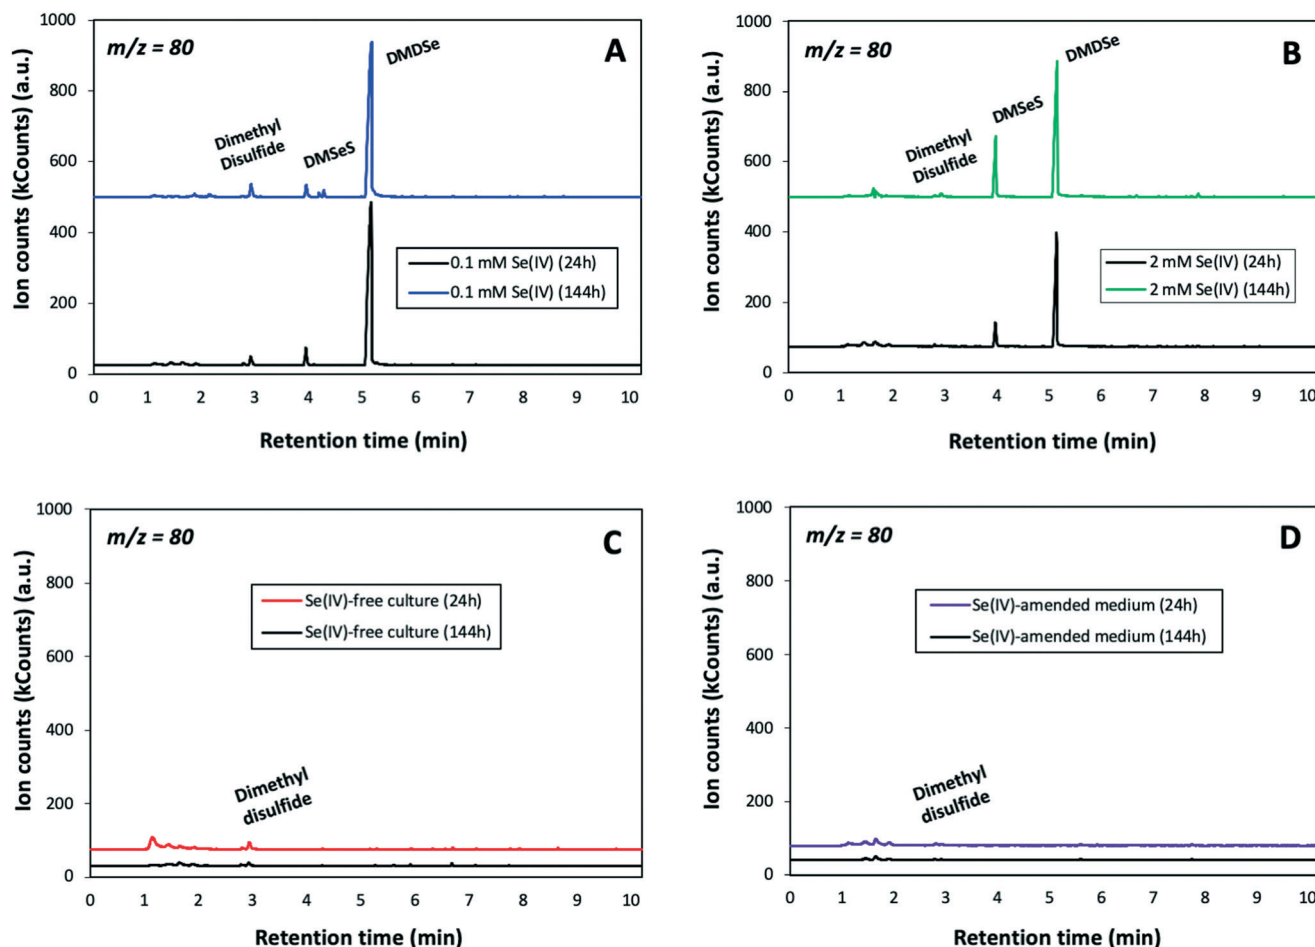 m/z = 80
A
DMDSe
Dimethyl
Disulfide
DMSeS
0.1 mM Se(IV) (24h)
0.1 mM Se(IV) (144h)
Ion counts (kCounts) (a.u.)
1000
800
600
400
200
0
0 1 2 3 4 5 6 7 8 9 10
Retention time (min)
m/z = 80
B
DMDSe
DMSeS
Dimethyl
Disulfide
2 mM Se(IV) (24h)
2 mM Se(IV) (144h)
Ion counts (kCounts) (a.u.)
1000
800
600
400
200
0
0 1 2 3 4 5 6 7 8 9 10
Retention time (min)
m/z = 80
C
Se(IV)-free culture (24h)
Se(IV)-free culture (144h)
Dimethyl
disulfide
Ion counts (kCounts) (a.u.)
1000
800
600
400
200
0
0 1 2 3 4 5 6 7 8 9 10
Retention time (min)
m/z = 80
D
Se(IV)-amended medium (24h)
Se(IV)-amended medium (144h)
Dimethyl
disulfide
Ion counts (kCounts) (a.u.)
1000
800
600
400
200
0
0 1 2 3 4 5 6 7 8 9 10
Retention time (min)